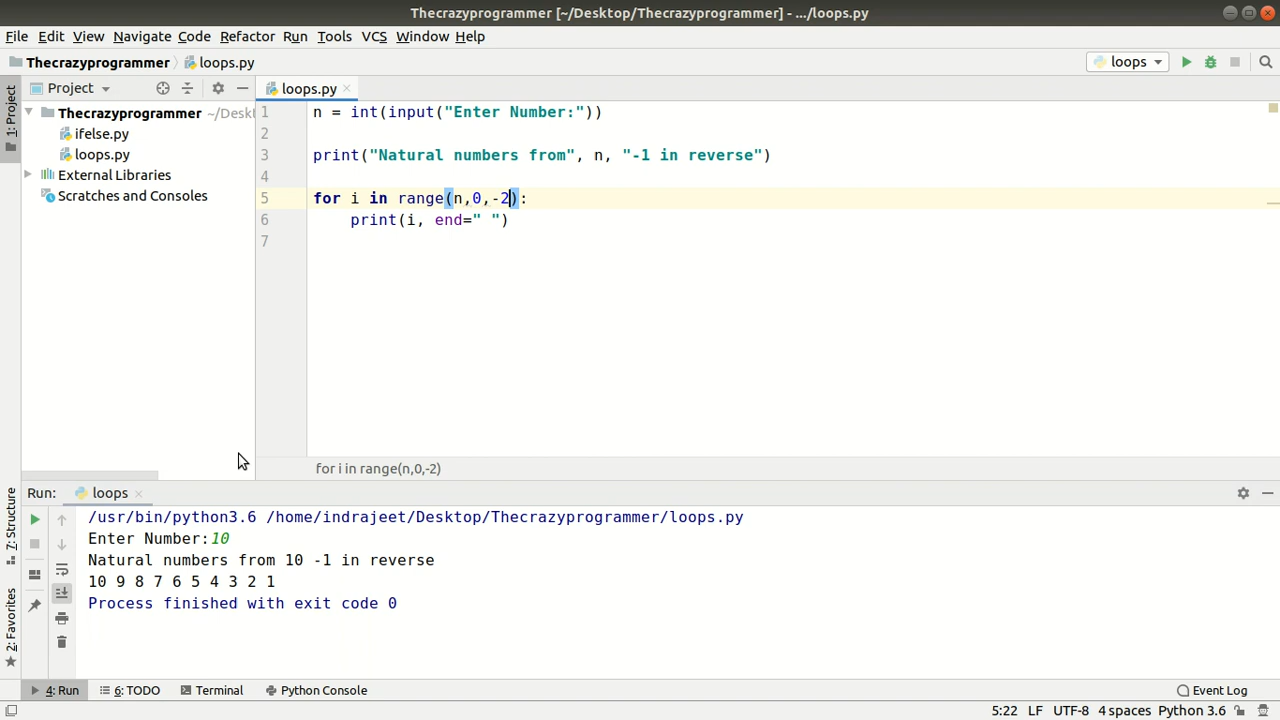 Thecrazyprogrammer [~/Desktop/Thecrazyprogrammer] - .../loops.py
File Edit View Navigate Code Refactor Run Tools VCS Window Help
Thecrazyprogrammer loops.py loops
1: Project
Project
loops.py
Thecrazyprogrammer ~/Deskt
ifelse.py
loops.py
External Libraries
Scratches and Consoles
1 n = int(input("Enter Number:"))
2
3 print("Natural numbers from", n, "-1 in reverse")
4
5 for i in range(n,0,-2):
6 print(i, end=" ")
7
for i in range(n,0,-2)
Run: loops
7: Structure
2: Favorites
/usr/bin/python3.6 /home/indrajeet/Desktop/Thecrazyprogrammer/loops.py
Enter Number:10
Natural numbers from 10 -1 in reverse
10 9 8 7 6 5 4 3 2 1
Process finished with exit code 0
4: Run 6: TODO Terminal Python Console Event Log
5:22 LF UTF-8 4 spaces Python 3.6